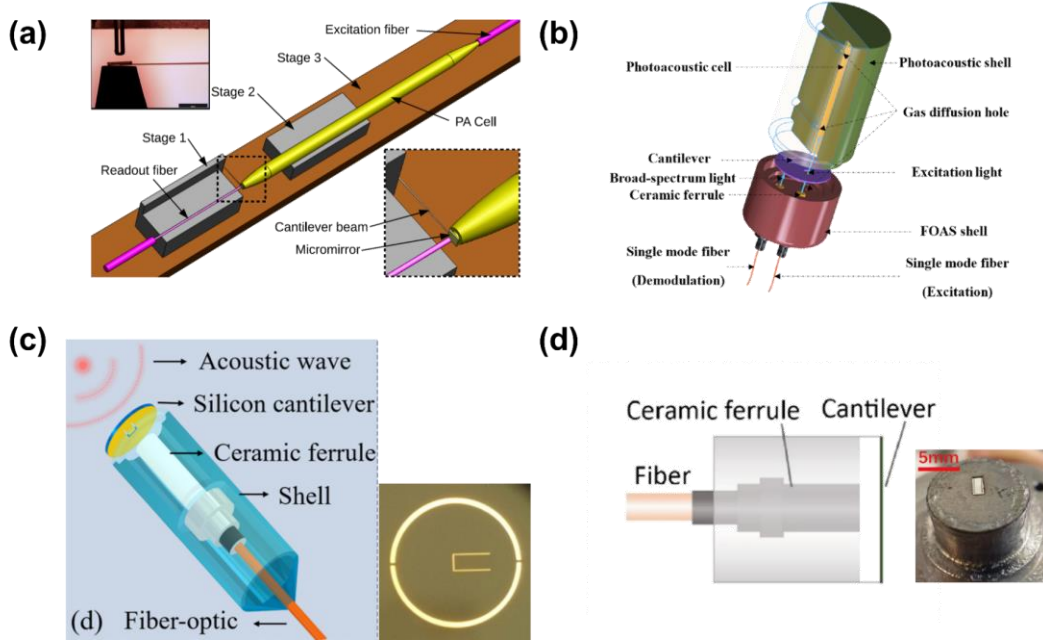 (a)
Excitation fiber
Stage 3
Stage 2
PA Cell
Stage 1
Readout fiber
Cantilever beam
Micromirror
(b)
Photoacoustic cell
Photoacoustic shell
Gas diffusion hole
Cantilever
Broad-spectrum light
Excitation light
Ceramic ferrule
FOAS shell
Single mode fiber
(Demodulation)
Single mode fiber
(Excitation)
(c)
Acoustic wave
Silicon cantilever
Ceramic ferrule
Shell
(d) Fiber-optic
(d)
Ceramic ferrule
Cantilever
Fiber
5mm